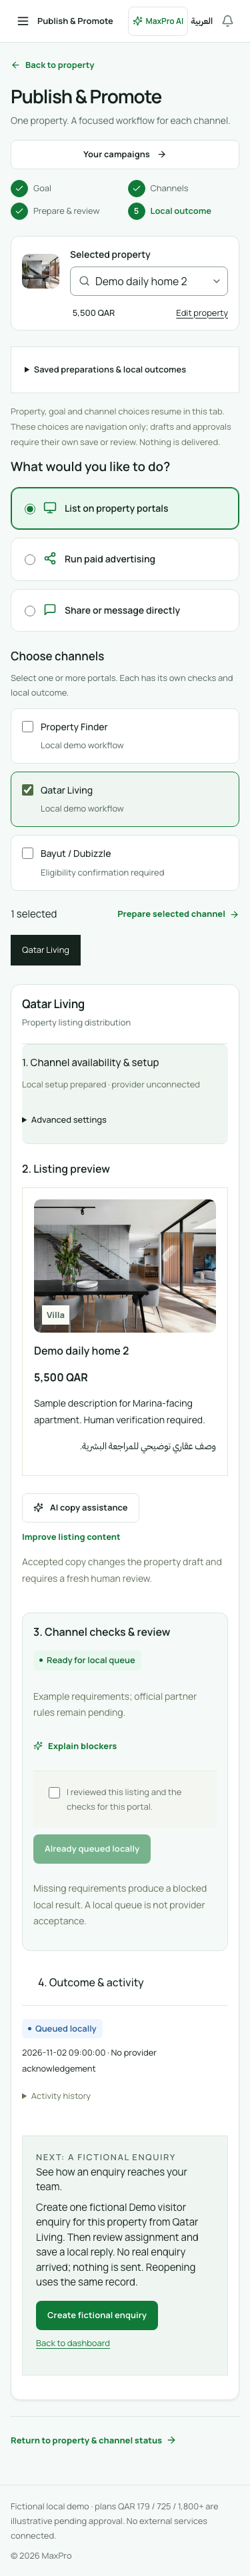 Publish & Promote
MaxPro AI
العربية
Back to property
Publish & Promote
One property. A focused workflow for each channel.
Your campaigns
Goal
Channels
Prepare & review
5 Local outcome
Selected property
Demo daily home 2
5,500 QAR
Edit property
Saved preparations & local outcomes
Property, goal and channel choices resume in this tab.
These choices are navigation only; drafts and approvals
require their own save or review. Nothing is delivered.
What would you like to do?
List on property portals
Run paid advertising
Share or message directly
Choose channels
Select one or more portals. Each has its own checks and
local outcome.
Property Finder
Local demo workflow
Qatar Living
Local demo workflow
Bayut / Dubizzle
Eligibility confirmation required
1 selected
Prepare selected channel
Qatar Living
Qatar Living
Property listing distribution
1. Channel availability & setup
Local setup prepared · provider unconnected
Advanced settings
2. Listing preview
Villa
Demo daily home 2
5,500 QAR
Sample description for Marina-facing
apartment. Human verification required.
وصف عقاري توضيحي للمراجعة البشرية.
AI copy assistance
Improve listing content
Accepted copy changes the property draft and
requires a fresh human review.
3. Channel checks & review
Ready for local queue
Example requirements; official partner
rules remain pending.
Explain blockers
I reviewed this listing and the
checks for this portal.
Already queued locally
Missing requirements produce a blocked
local result. A local queue is not provider
acceptance.
4. Outcome & activity
Queued locally
2026-11-02 09:00:00 · No provider
acknowledgement
Activity history
NEXT: A FICTIONAL ENQUIRY
See how an enquiry reaches your
team.
Create one fictional Demo visitor
enquiry for this property from Qatar
Living. Then review assignment and
save a local reply. No real enquiry
arrived; nothing is sent. Reopening
uses the same record.
Create fictional enquiry
Back to dashboard
Return to property & channel status
Fictional local demo · plans QAR 179 / 725 / 1,800+ are
illustrative pending approval. No external services
connected.
© 2026 MaxPro